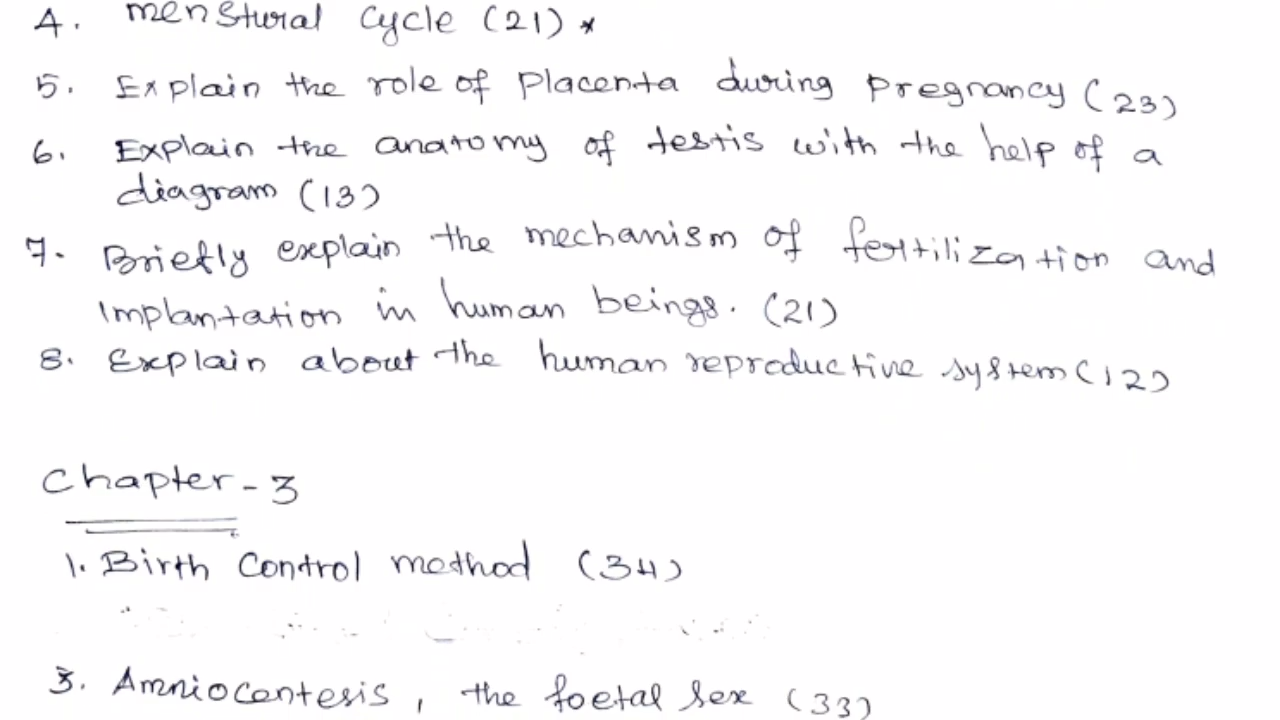 4. menstural cycle (21) *
5. Explain the role of Placenta during pregnancy (23)
6. Explain the anatomy of testis with the help of a
diagram (13)
7. Briefly explain the mechanism of fertilization and
Implantation in human beings. (21)
8. Explain about the human reproductive system (12)
Chapter - 3
1. Birth Control method (34)
3. Amniocentesis, the foetal sex (33)